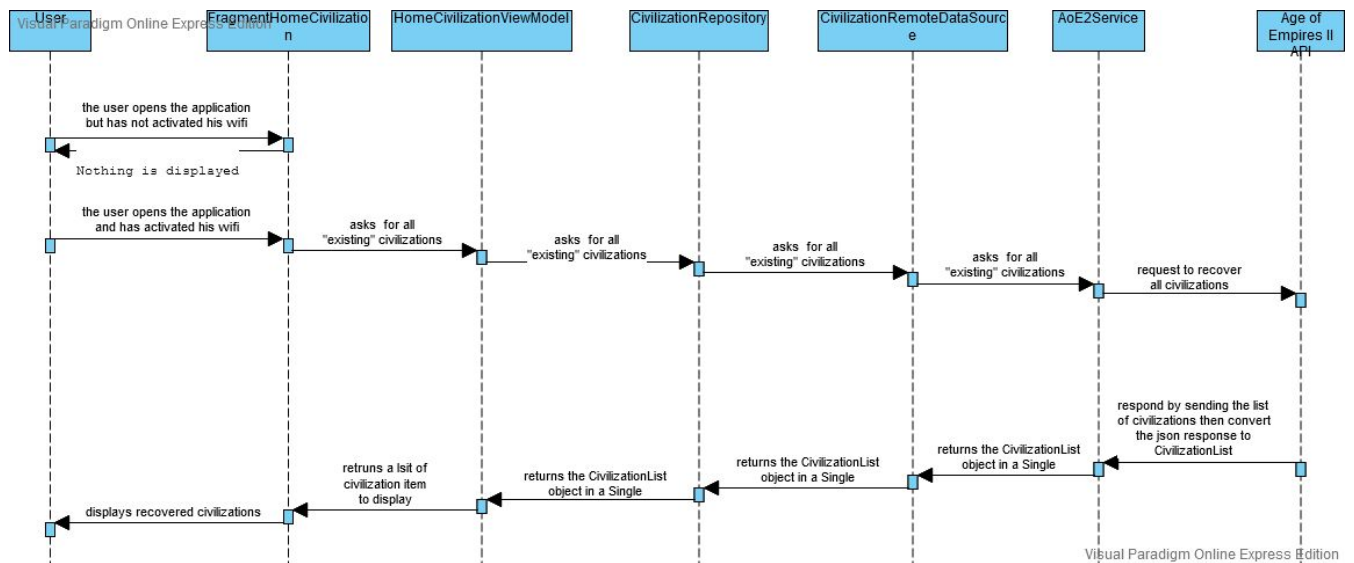 Visual Paradigm Online Express Edition
User
FragmentHomeCivilizatio
n
HomeCivilizationViewModel
CivilizationRepository
CivilizationRemoteDataSourc
e
AoE2Service
Age of
Empires II
API
the user opens the application
but has not activated his wifi
Nothing is displayed
the user opens the application
and has activated his wifi
asks for all
"existing" civilizations
asks for all
"existing" civilizations
asks for all
"existing" civilizations
asks for all
"existing" civilizations
request to recover
all civilizations
respond by sending the list
of civilizations then convert
the json response to
CivilizationList
returns the CivilizationList
object in a Single
returns the CivilizationList
object in a Single
returns the CivilizationList
object in a Single
retruns a lsit of
civilization item
to display
displays recovered civilizations
Visual Paradigm Online Express Edition